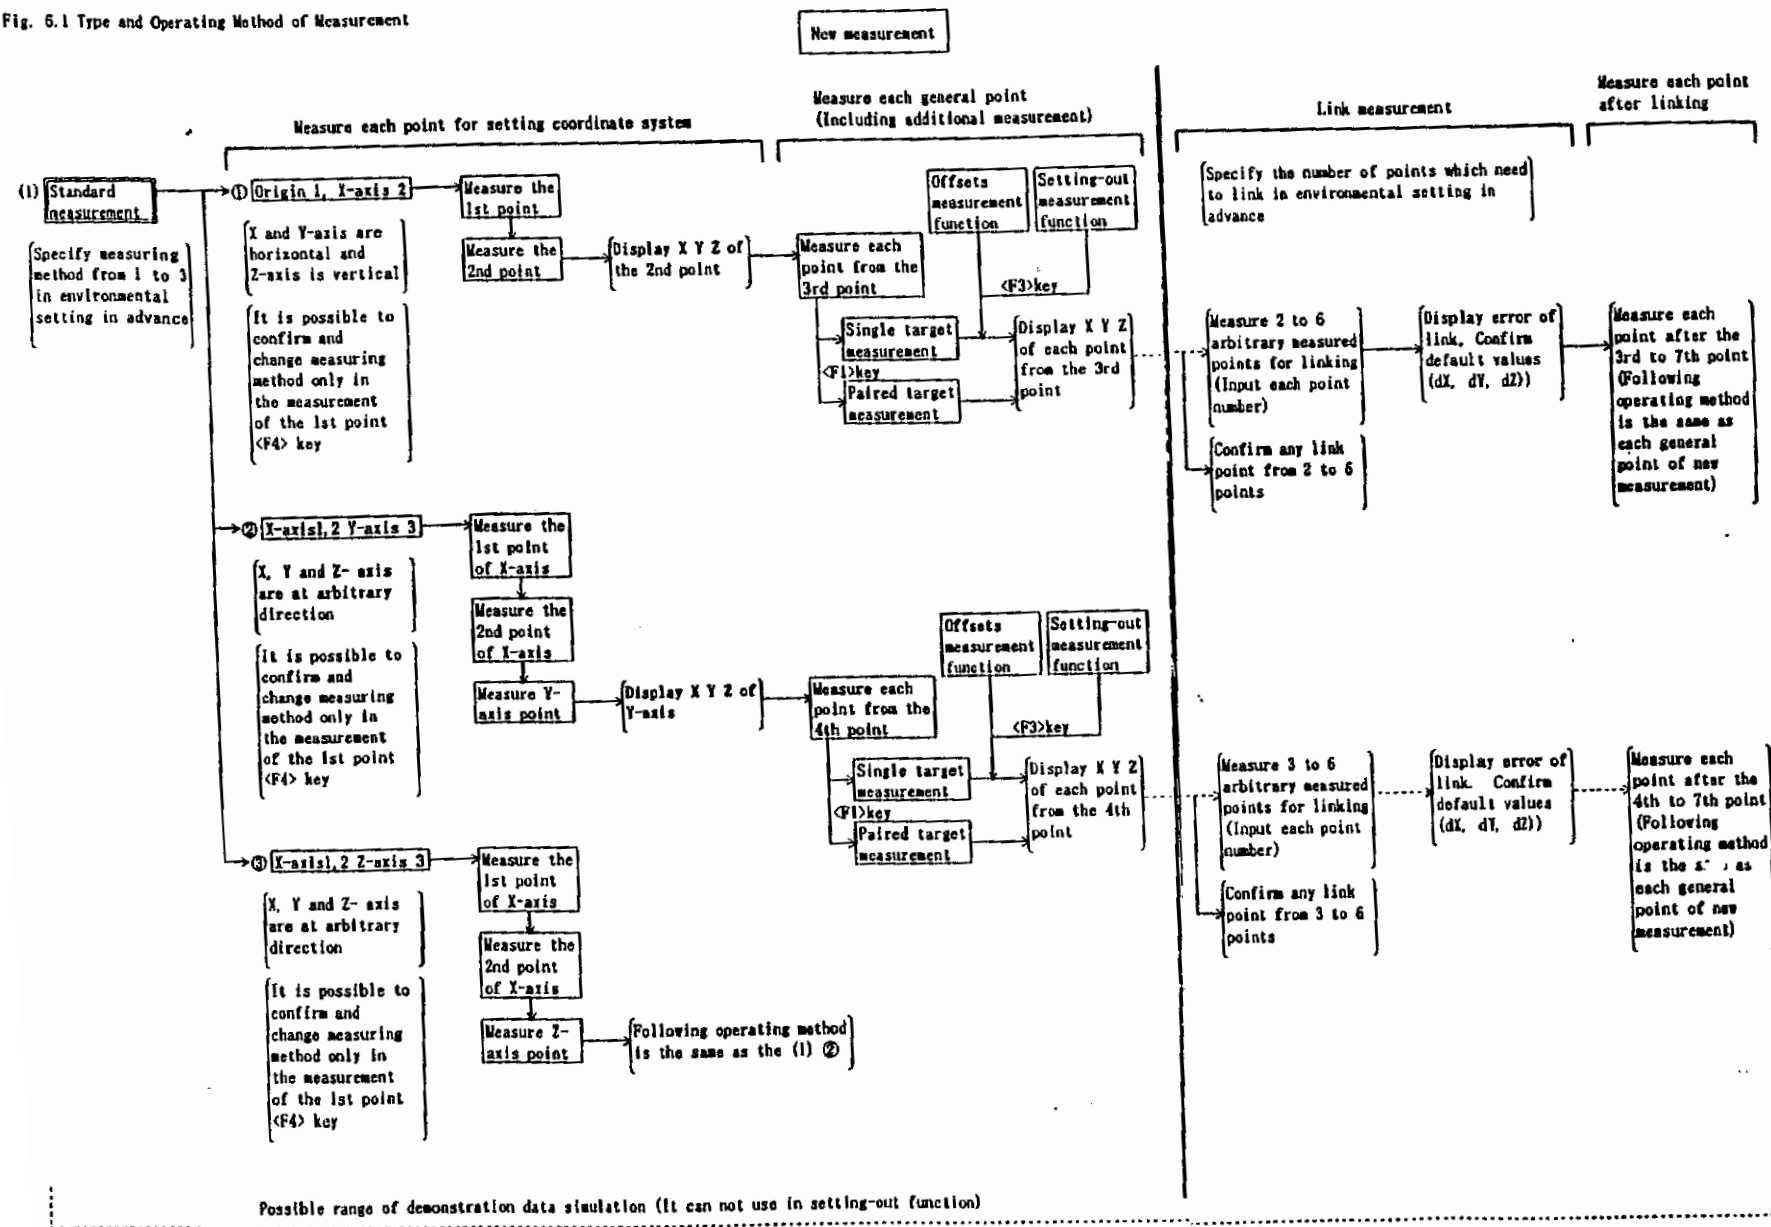 Fig. 6.1 Type and Operating Method of Measurement
New measurement
Measure each point for setting coordinate system
Measure each general point
(Including additional measurement)
Link measurement
Measure each point
after linking
(1)
Standard
measurement
Specify measuring
method from 1 to 3
in environmental
setting in advance
① Origin 1, X-axis 2
X and Y-axis are
horizontal and
Z-axis is vertical
It is possible to
confirm and
change measuring
method only in
the measurement
of the 1st point
<F4> key
Measure the
1st point
Measure the
2nd point
Display X Y Z of
the 2nd point
Measure each
point from the
3rd point
Offsets
measurement
function
Setting-out
measurement
function
<F3>key
Single target
measurement
<F1>key
Paired target
measurement
Display X Y Z
of each point
from the 3rd
point
Specify the number of points which need
to link in environmental setting in
advance
Measure 2 to 6
arbitrary measured
points for linking
(Input each point
number)
Confirm any link
point from 2 to 6
points
Display error of
link. Confirm
default values
(dX, dY, dZ))
Measure each
point after the
3rd to 7th point
(Following
operating method
is the same as
each general
point of new
measurement)
② X-axis1,2 Y-axis 3
X, Y and Z- axis
are at arbitrary
direction
It is possible to
confirm and
change measuring
method only in
the measurement
of the 1st point
<F4> key
Measure the
1st point
of X-axis
Measure the
2nd point
of X-axis
Measure Y-
axis point
Display X Y Z of
Y-axis
Measure each
point from the
4th point
Offsets
measurement
function
Setting-out
measurement
function
<F3>key
Single target
measurement
<F1>key
Paired target
measurement
Display X Y Z
of each point
from the 4th
point
Measure 3 to 6
arbitrary measured
points for linking
(Input each point
number)
Confirm any link
point from 3 to 6
points
Display error of
link. Confirm
default values
(dX, dY, dZ))
Measure each
point after the
4th to 7th point
(Following
operating method
is the as
each general
point of new
measurement)
③ X-axis1,2 Z-axis 3
X, Y and Z- axis
are at arbitrary
direction
It is possible to
confirm and
change measuring
method only in
the measurement
of the 1st point
<F4> key
Measure the
1st point
of X-axis
Measure the
2nd point
of X-axis
Measure Z-
axis point
Following operating method
is the same as the (1) ②
Possible range of demonstration data simulation (It can not use in setting-out function)